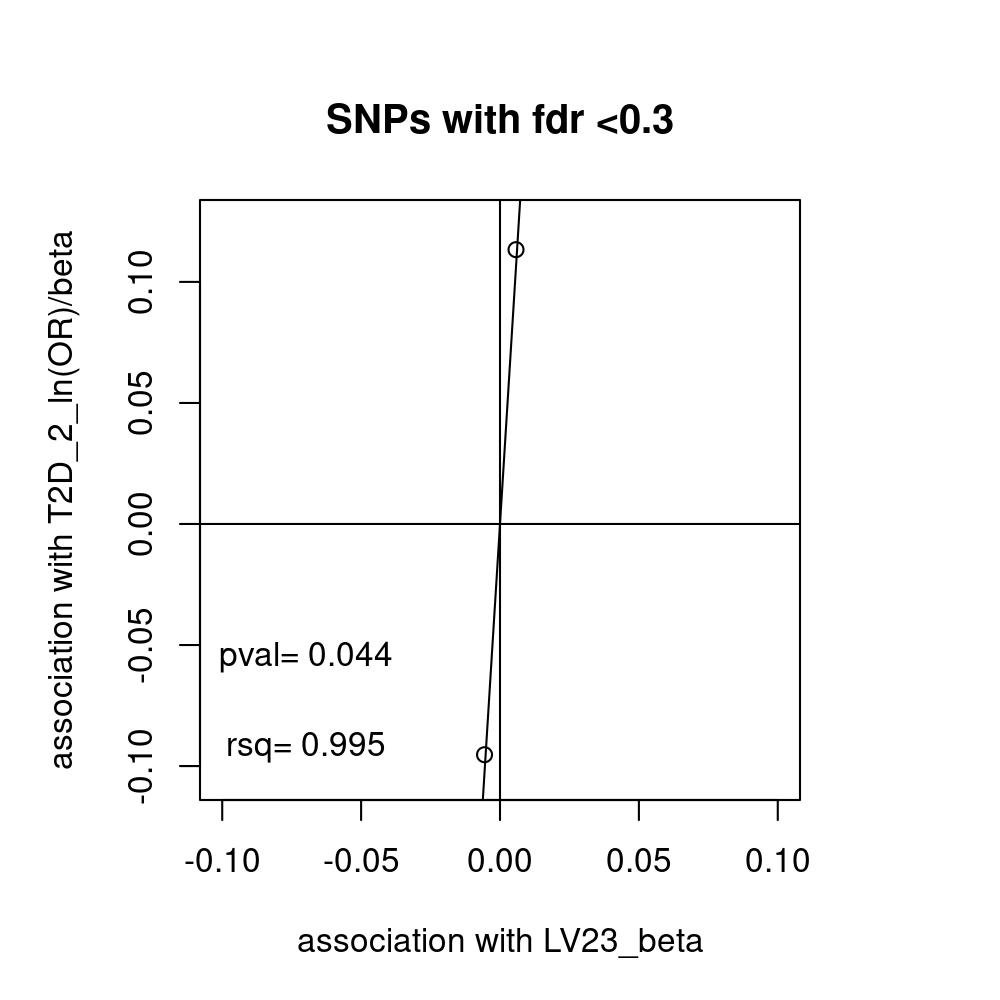 SNPs with fdr <0.3
association with T2D_2_ln(OR)/beta
0.10
0.05
0.00
-0.05
-0.10
pval= 0.044
rsq= 0.995
-0.10 -0.05 0.00 0.05 0.10
association with LV23_beta